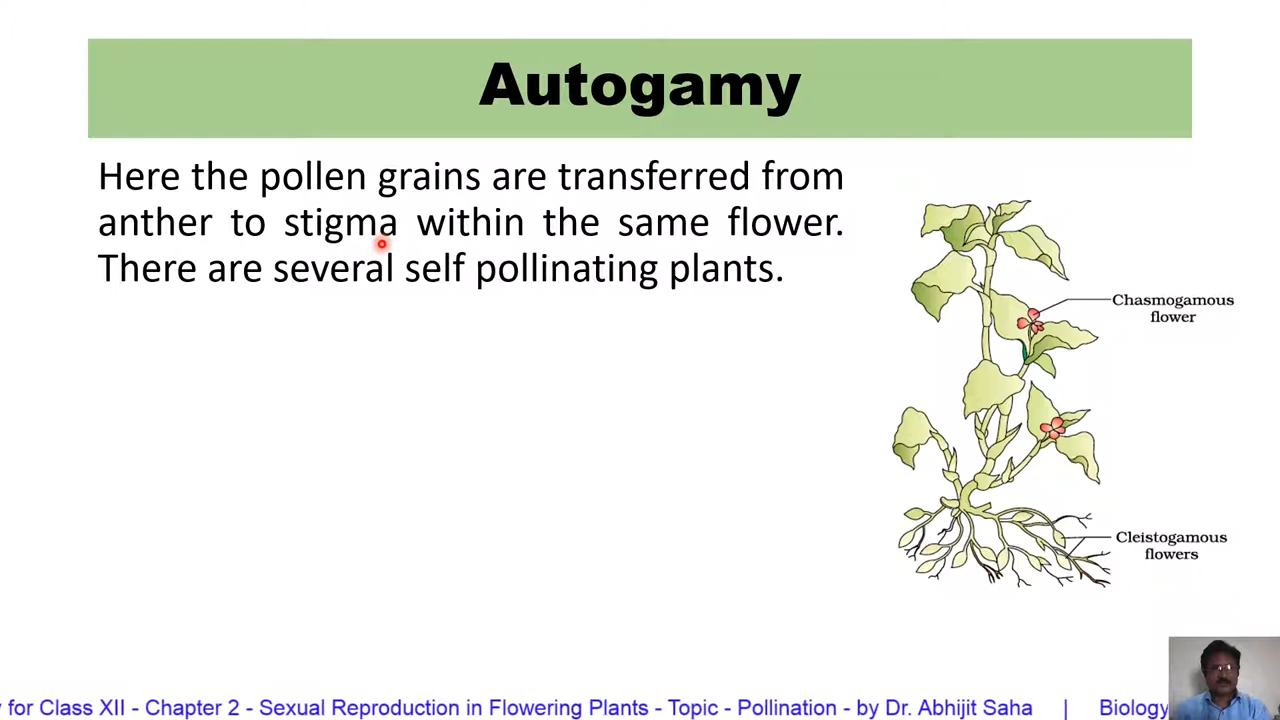 Autogamy
Here the pollen grains are transferred from
anther to stigma within the same flower.
There are several self pollinating plants.
Chasmogamous
flower
Cleistogamous
flowers
for Class XII - Chapter 2 - Sexual Reproduction in Flowering Plants - Topic - Pollination - by Dr. Abhijit Saha | Biology